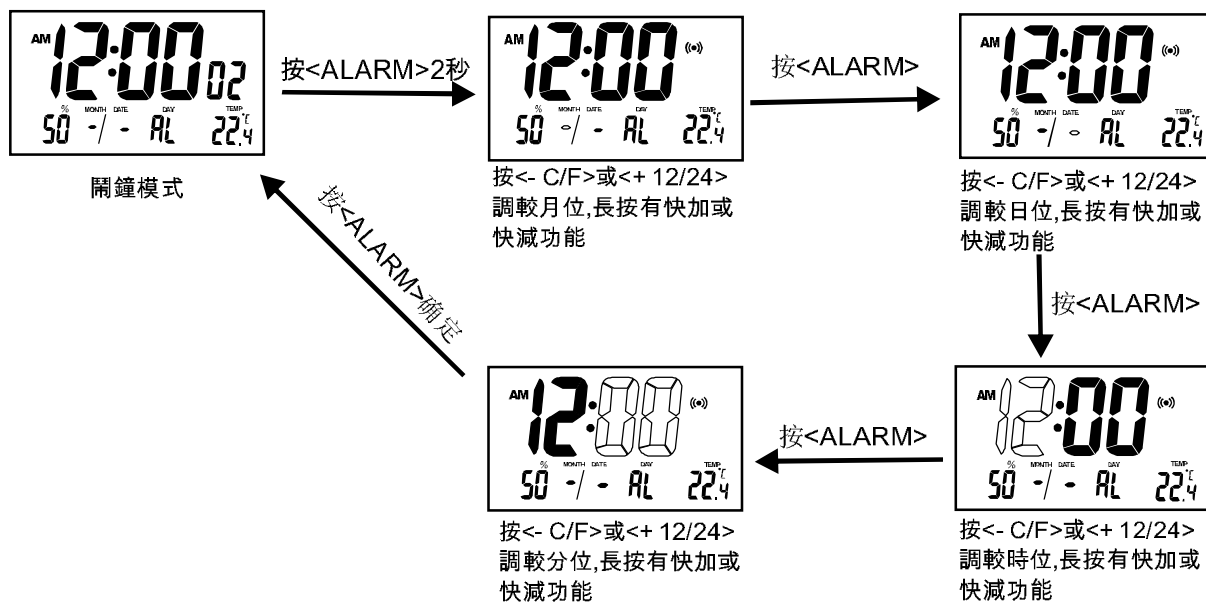 AM 12:00 02
% MONTH DATE DAY TEMP
50 -/ - AL 22.4 °C
鬧鐘模式
按<ALARM>2秒
AM 12:00
% MONTH DATE DAY TEMP
50 -/ - AL 22.4 °C
按<- C/F>或<+ 12/24>
調較月位,長按有快加或
快減功能
按<ALARM>
AM 12:00
% MONTH DATE DAY TEMP
50 -/ - AL 22.4 °C
按<- C/F>或<+ 12/24>
調較日位,長按有快加或
快減功能
按<ALARM>
AM 12:00
% MONTH DATE DAY TEMP
50 -/ - AL 22.4 °C
按<- C/F>或<+ 12/24>
調較時位,長按有快加或
快減功能
按<ALARM>
AM 12:00
% MONTH DATE DAY TEMP
50 -/ - AL 22.4 °C
按<- C/F>或<+ 12/24>
調較分位,長按有快加或
快減功能
按<ALARM>确定